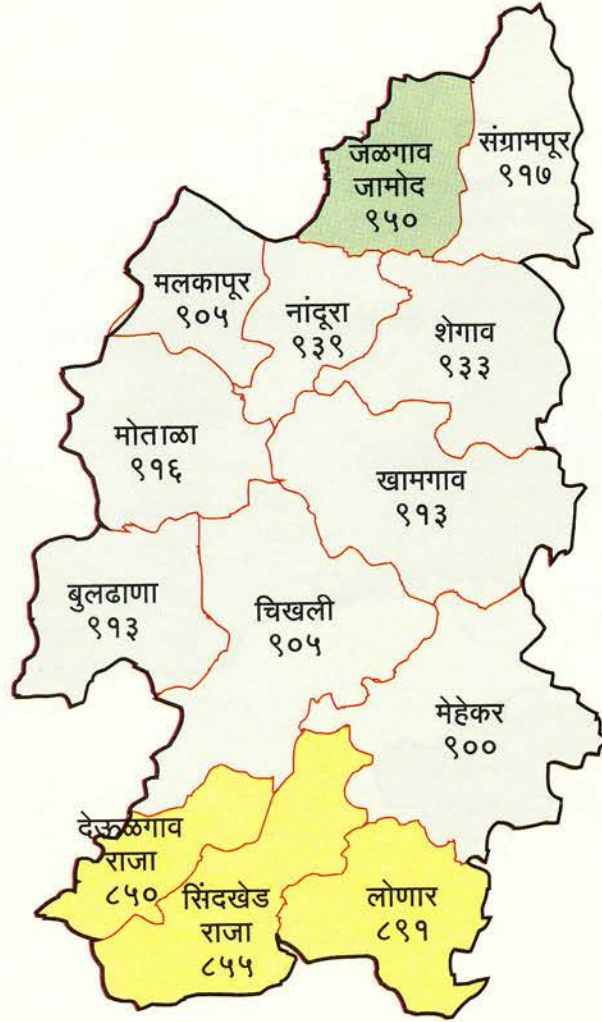 जळगाव
जामोद
९५०
संग्रामपूर
९१७
मलकापूर
९०५
नांदूरा
९३९
शेगाव
९३३
मोताळा
९१६
खामगाव
९१३
बुलढाणा
९१३
चिखली
९०५
मेहेकर
९००
देऊळगाव
राजा
८५०
सिंदखेड
राजा
८५५
लोणार
८९१